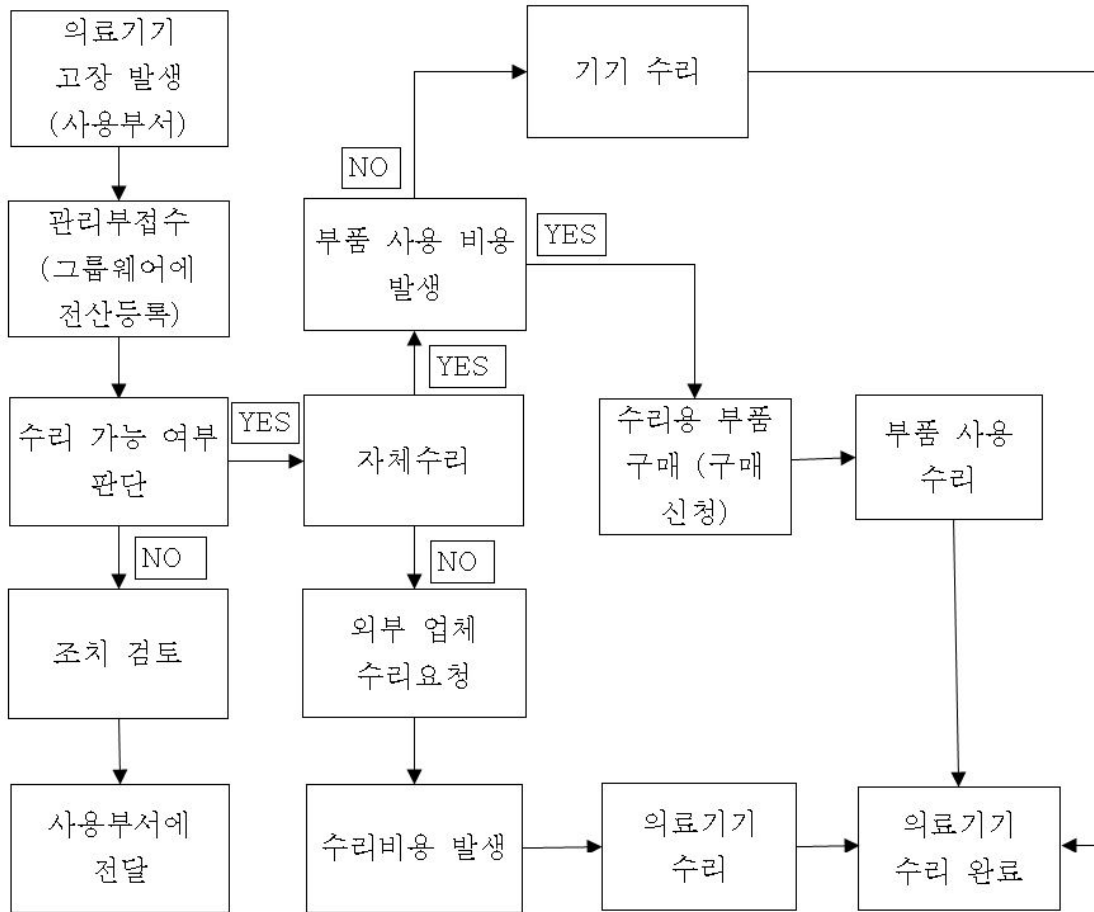 의료기기
고장 발생
(사용부서)
기기 수리
NO
관리부접수
(그룹웨어에
전산등록)
부품 사용 비용
발생
YES
YES
수리 가능 여부
판단
YES
자체수리
수리용 부품
구매 (구매
신청)
부품 사용
수리
NO
NO
조치 검토
외부 업체
수리요청
사용부서에
전달
수리비용 발생
의료기기
수리
의료기기
수리 완료